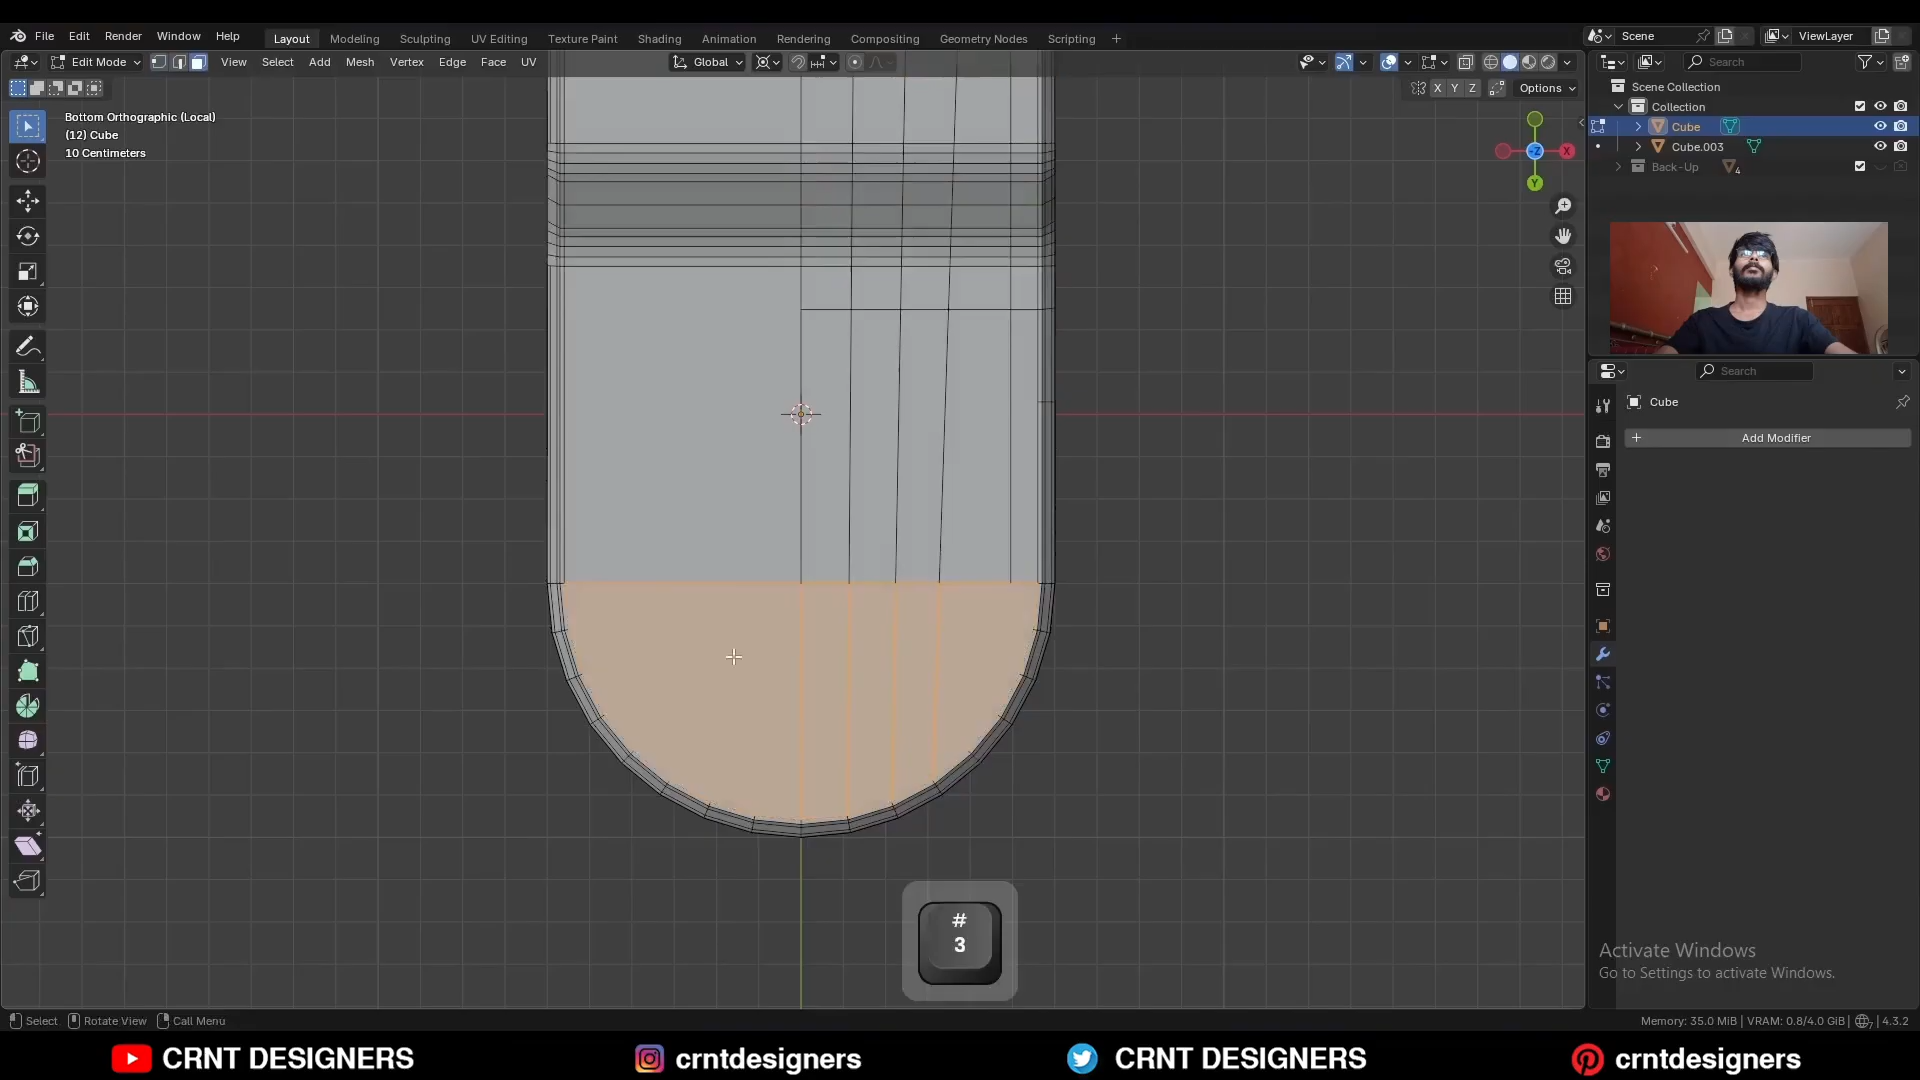 File Edit Render Window Help Layout Modeling Sculpting UV Editing Texture Paint Shading Animation Rendering Compositing Geometry Nodes Scripting + Scene ViewLayer
Edit Mode View Select Add Mesh Vertex Edge Face UV Global Search
X Y Z Options
Scene Collection
Collection
Cube
Cube.003
Back-Up 4
Bottom Orthographic (Local)
(12) Cube
10 Centimeters
-Z X
Y
Search
Cube
+ Add Modifier
#
3
Activate Windows
Go to Settings to activate Windows.
Select Rotate View Call Menu Memory: 35.0 MiB | VRAM: 0.8/4.0 GiB | 7 | 4.3.2
CRNT DESIGNERS crntdesigners CRNT DESIGNERS crntdesigners